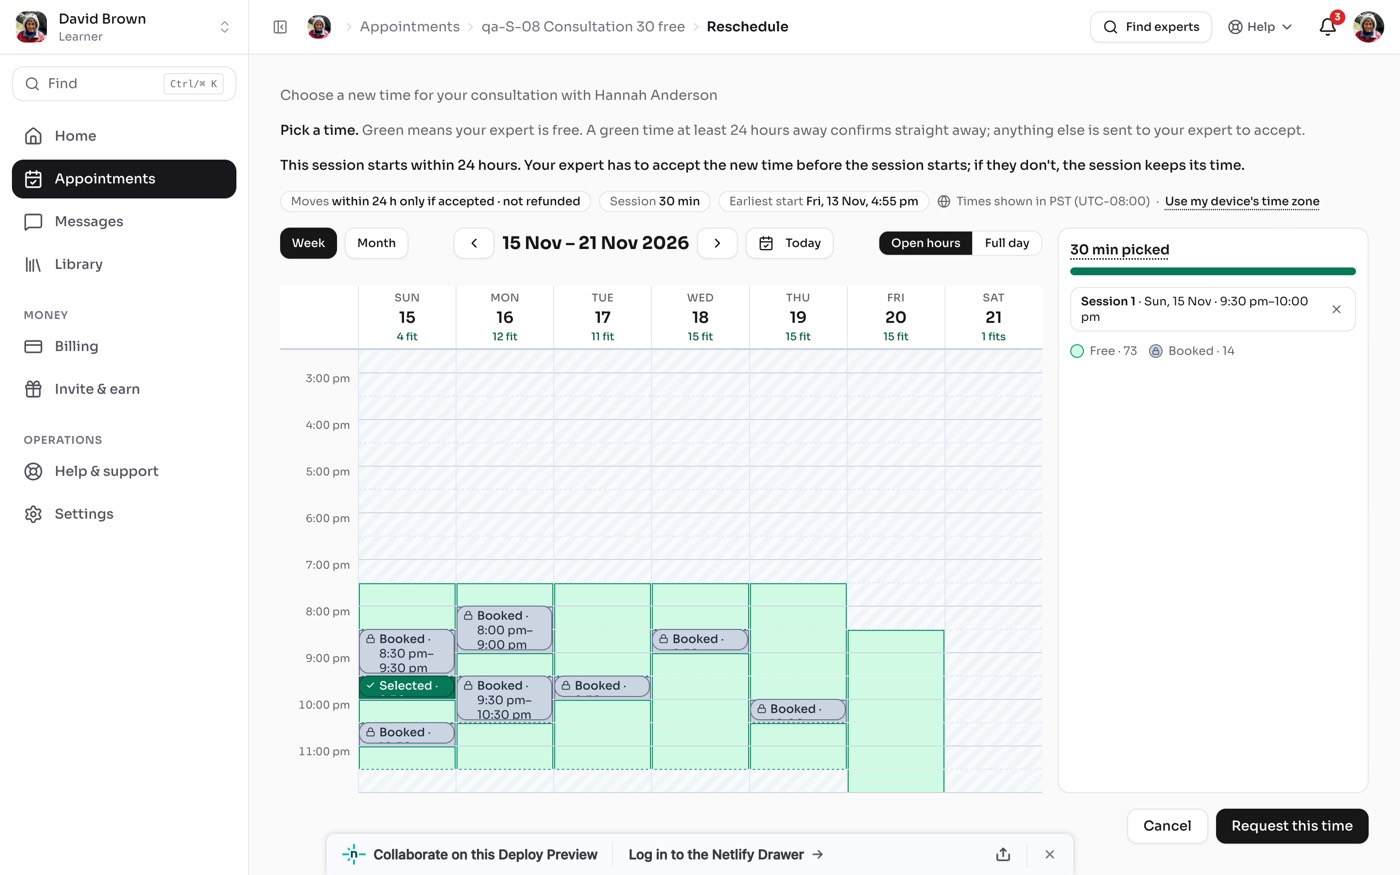 David Brown
Learner
Appointments
qa-S-08 Consultation 30 free
Reschedule
Find experts
Help
3
Find
Ctrl/⌘ K
Home
Appointments
Messages
Library
MONEY
Billing
Invite & earn
OPERATIONS
Help & support
Settings
Choose a new time for your consultation with Hannah Anderson
Pick a time. Green means your expert is free. A green time at least 24 hours away confirms straight away; anything else is sent to your expert to accept.
This session starts within 24 hours. Your expert has to accept the new time before the session starts; if they don't, the session keeps its time.
Moves within 24 h only if accepted · not refunded
Session 30 min
Earliest start Fri, 13 Nov, 4:55 pm
Times shown in PST (UTC-08:00) · Use my device's time zone
Week
Month
15 Nov – 21 Nov 2026
Today
Open hours
Full day
SUN
15
4 fit
MON
16
12 fit
TUE
17
11 fit
WED
18
15 fit
THU
19
15 fit
FRI
20
15 fit
SAT
21
1 fits
3:00 pm
4:00 pm
5:00 pm
6:00 pm
7:00 pm
8:00 pm
9:00 pm
10:00 pm
11:00 pm
Booked ·
8:30 pm–
9:30 pm
Selected ·
Booked ·
Booked ·
8:00 pm–
9:00 pm
Booked ·
9:30 pm–
10:30 pm
Booked ·
Booked ·
Booked ·
30 min picked
Session 1 · Sun, 15 Nov · 9:30 pm–10:00
pm
Free · 73
Booked · 14
Cancel
Request this time
Collaborate on this Deploy Preview
Log in to the Netlify Drawer →